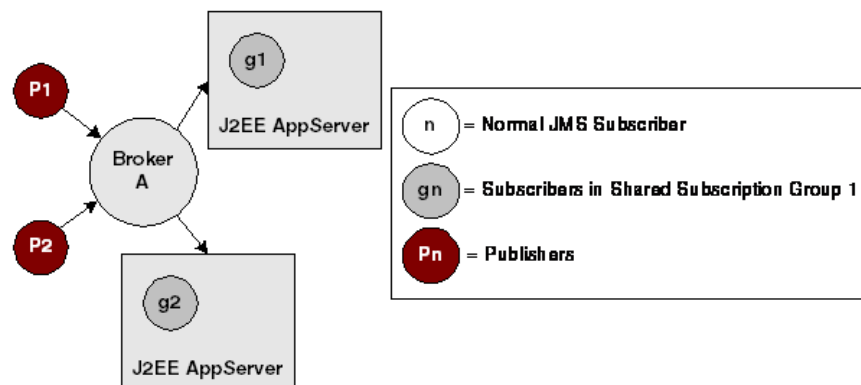 P1
g1
J2EE AppServer
Broker
A
P2
g2
J2EE AppServer
n = Normal JMS Subscriber
gn = Subscribers in Shared Subscription Group 1
Pn = Publishers